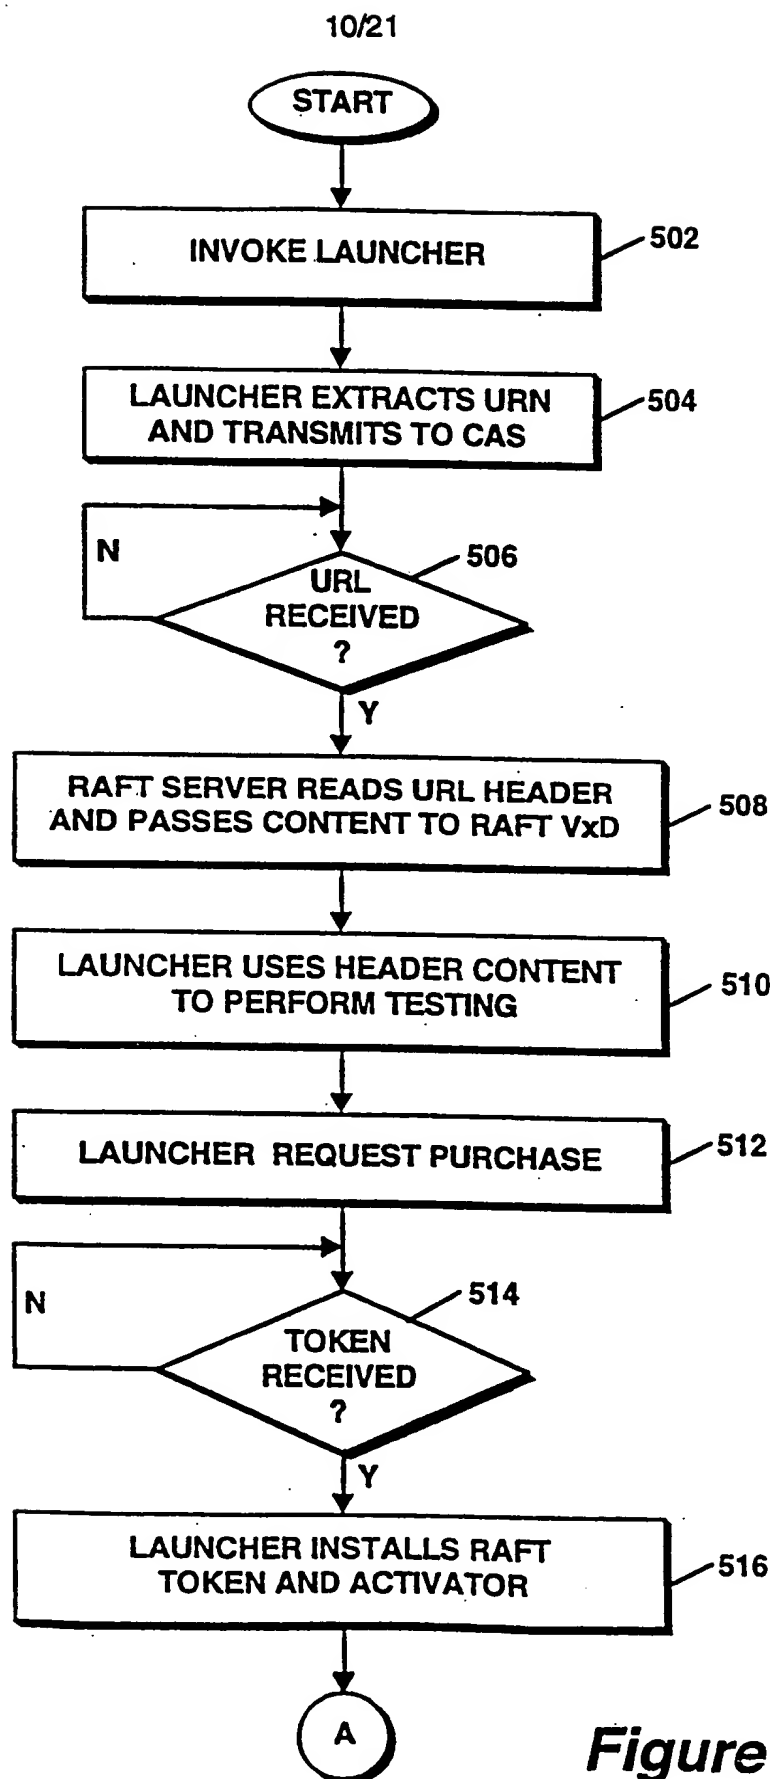 10/21
START
INVOKE LAUNCHER
502
LAUNCHER EXTRACTS URN
AND TRANSMITS TO CAS
504
N
506
URL
RECEIVED
?
Y
RAFT SERVER READS URL HEADER
AND PASSES CONTENT TO RAFT VxD
508
LAUNCHER USES HEADER CONTENT
TO PERFORM TESTING
510
LAUNCHER REQUEST PURCHASE
512
N
514
TOKEN
RECEIVED
?
Y
LAUNCHER INSTALLS RAFT
TOKEN AND ACTIVATOR
516
A
Figure